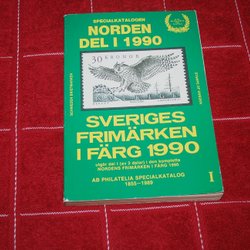 SPECIALKATALOGEN
NORDEN
DEL I 1990
30 KRONOR
SVERIGES
FRIMÄRKEN
I FÄRG 1990
utgör del I (av 3 delar) i den kompletta
NORDENS FRIMÄRKEN I FÄRG 1990
AB PHILATELIA SPECIALKATALOG
1855-1989
I